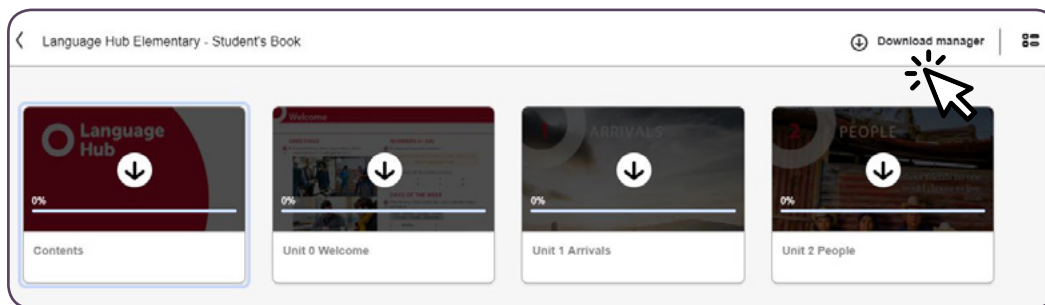 Language Hub Elementary - Student's Book
Download manager
Language
Hub
0%
Contents
Welcome
0%
Unit 0 Welcome
1 ARRIVALS
0%
Unit 1 Arrivals
2 PEOPLE
0%
Unit 2 People